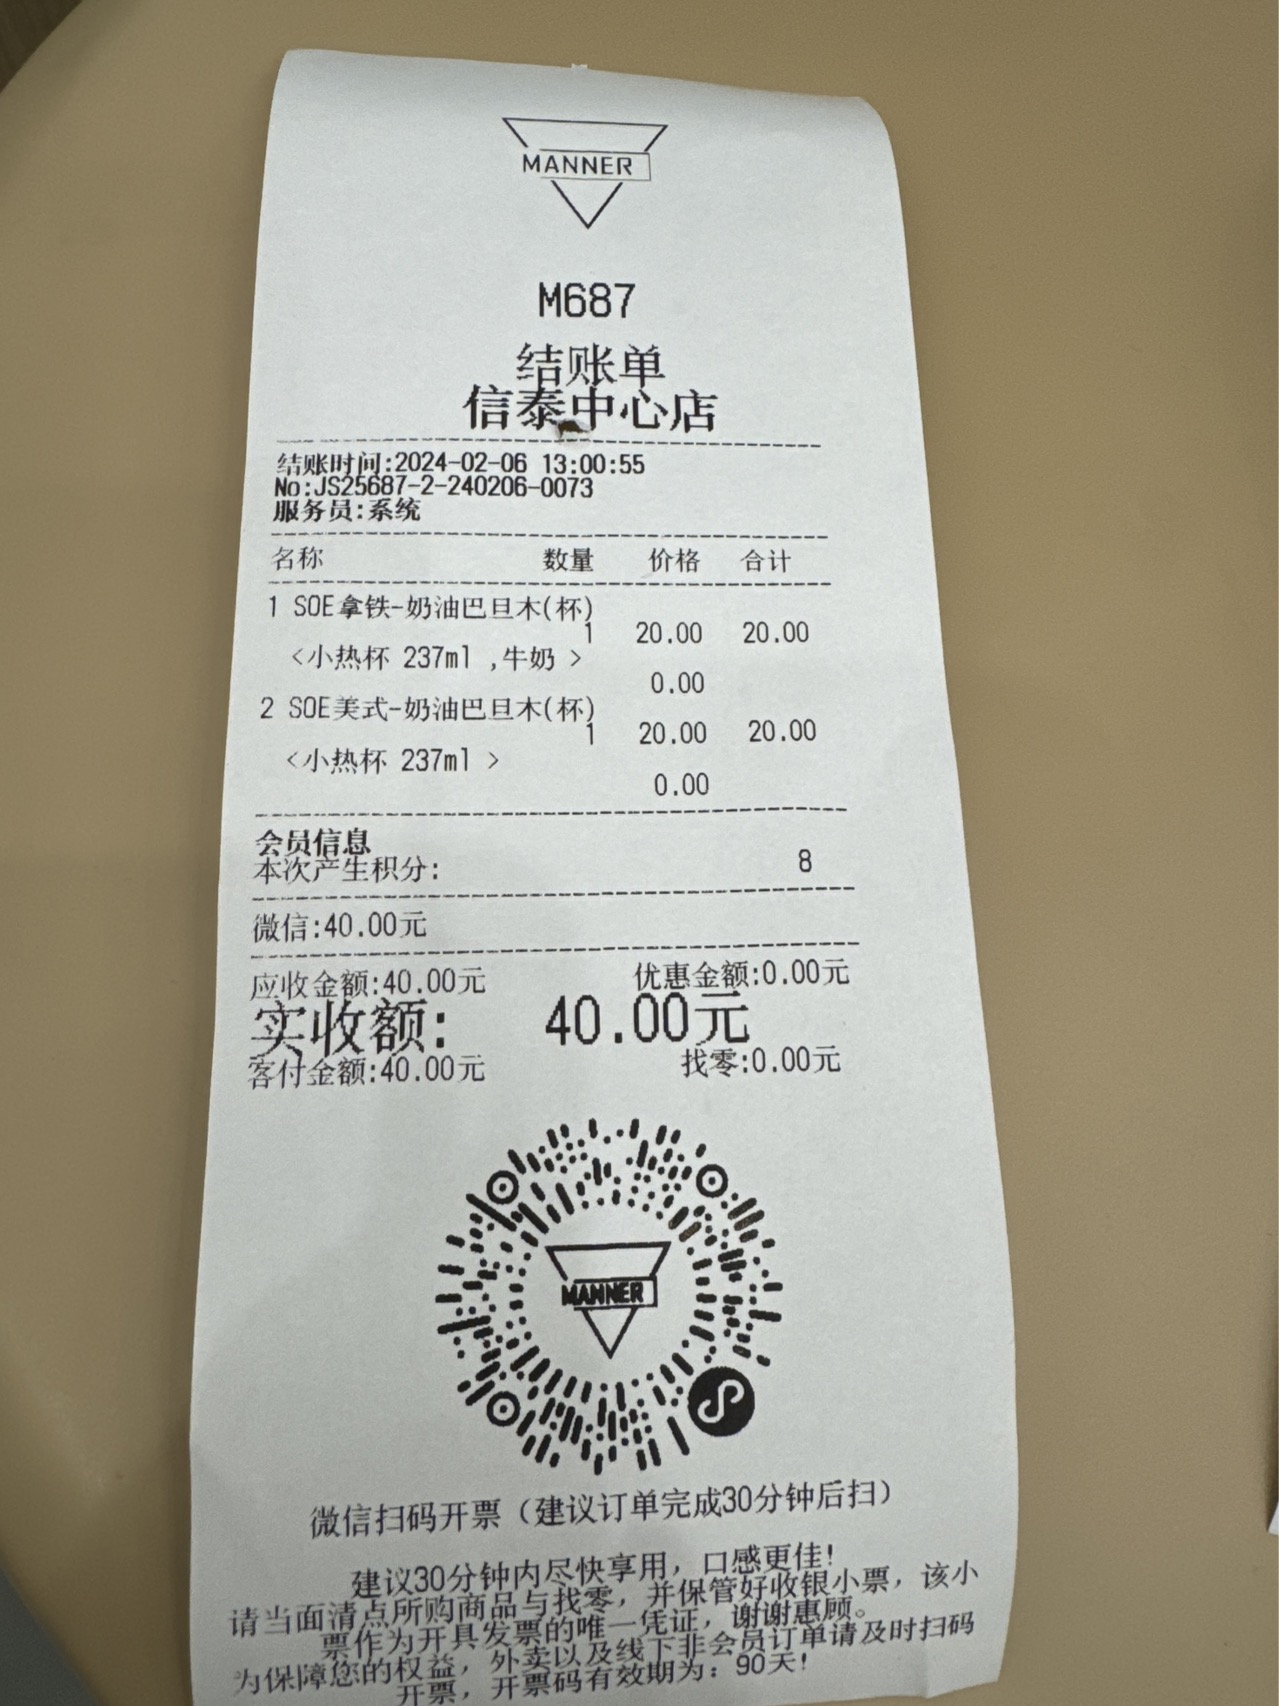 MANNER
M687
结账单
信泰中心店
结账时间:2024-02-06 13:00:55
No:JS25687-2-240206-0073
服务员:系统
名称 数量 价格 合计
1 SOE拿铁-奶油巴旦木(杯)
1 20.00 20.00
<小热杯 237ml ,牛奶 >
0.00
2 SOE美式-奶油巴旦木(杯)
1 20.00 20.00
<小热杯 237ml >
0.00
会员信息
本次产生积分: 8
微信:40.00元
应收金额:40.00元 优惠金额:0.00元
实收额: 40.00元
客付金额:40.00元 找零:0.00元
MANNER
微信扫码开票（建议订单完成30分钟后扫）
建议30分钟内尽快享用，口感更佳!
请当面清点所购商品与找零，并保管好收银小票，该小
票作为开具发票的唯一凭证，谢谢惠顾。
为保障您的权益，外卖以及线下非会员订单请及时扫码
开票，开票码有效期为：90天!